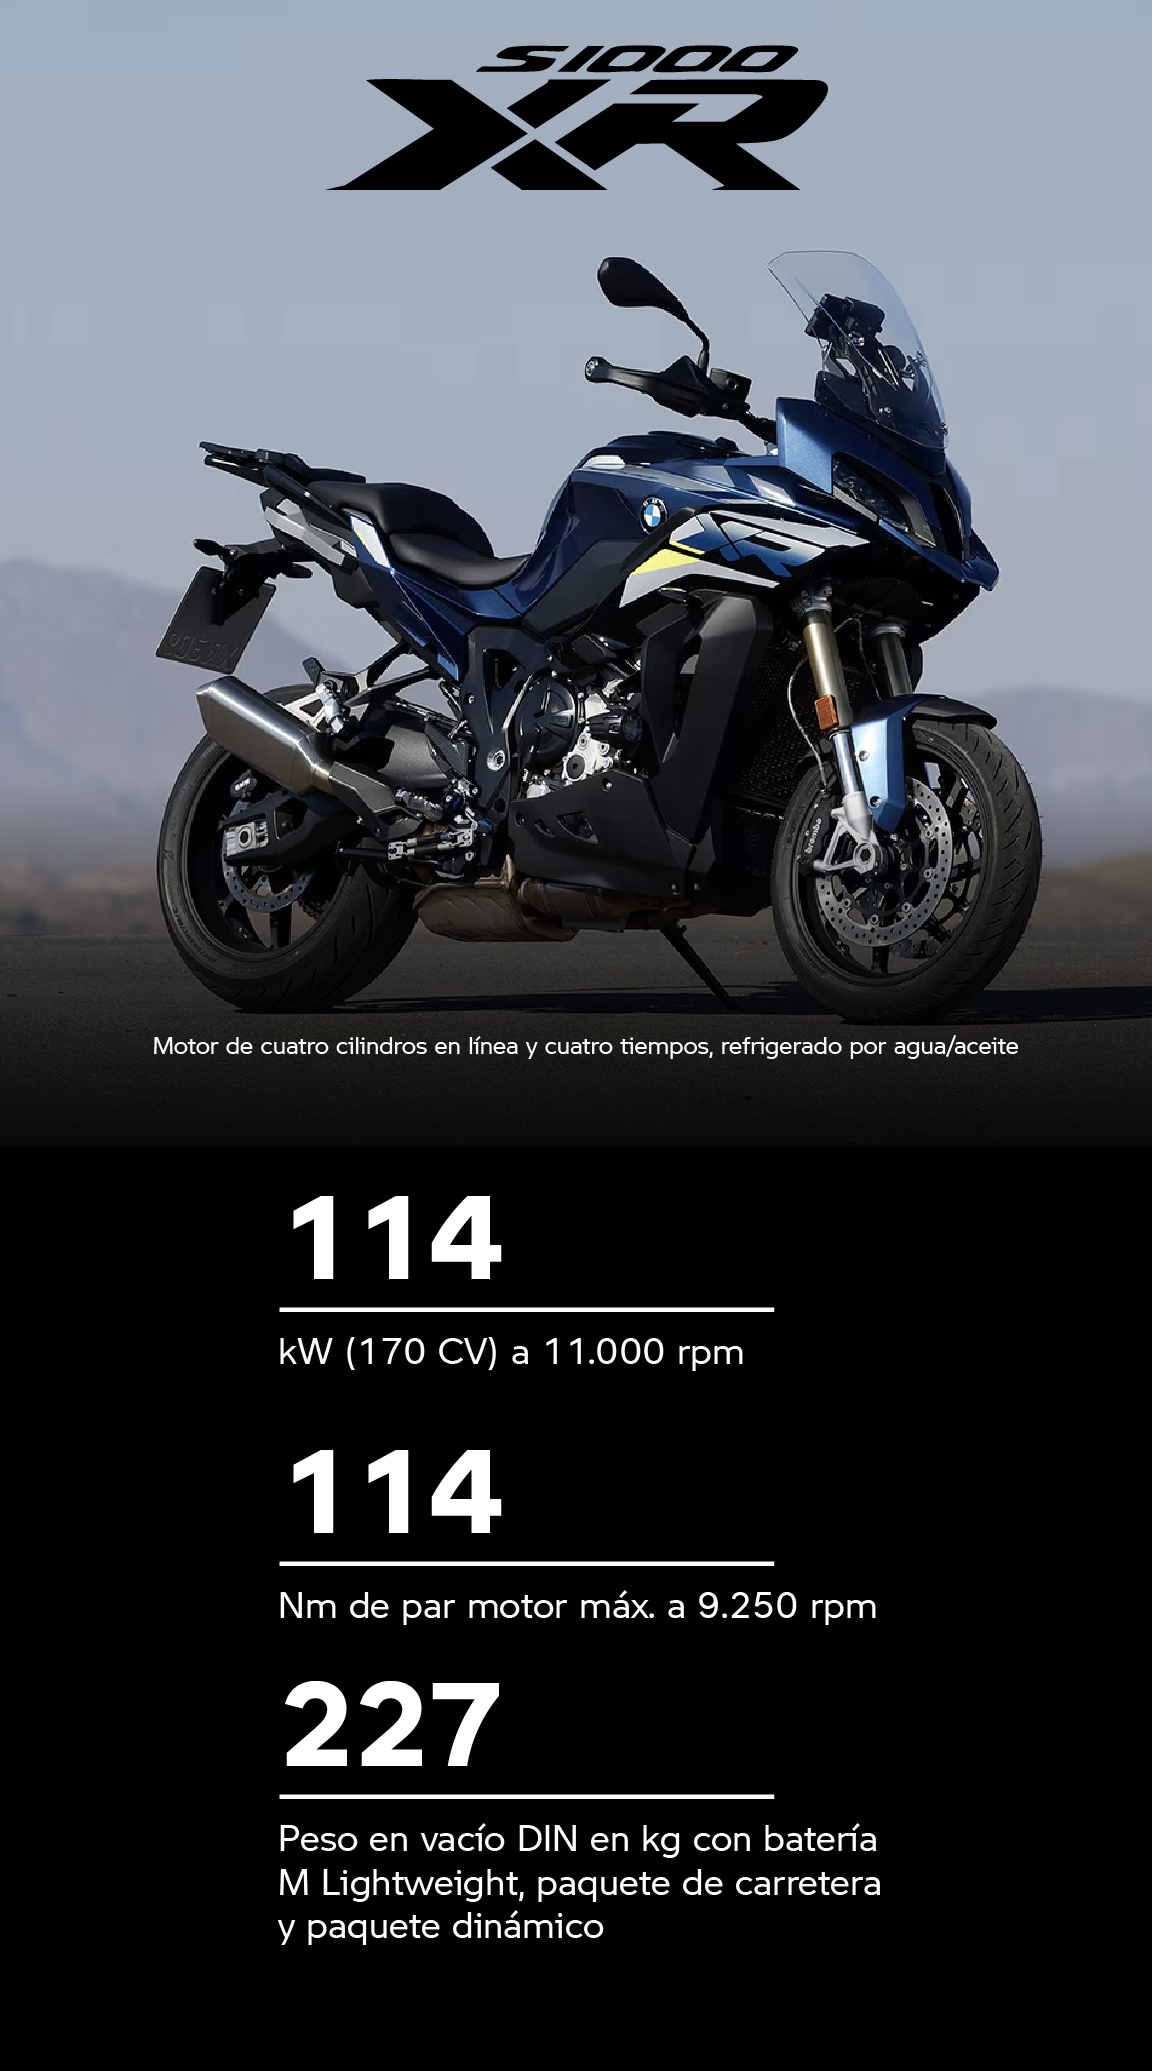 S1000
XR
XR
brembo
Motor de cuatro cilindros en línea y cuatro tiempos, refrigerado por agua/aceite
114
kW (170 CV) a 11.000 rpm
114
Nm de par motor máx. a 9.250 rpm
227
Peso en vacío DIN en kg con batería
M Lightweight, paquete de carretera
y paquete dinámico